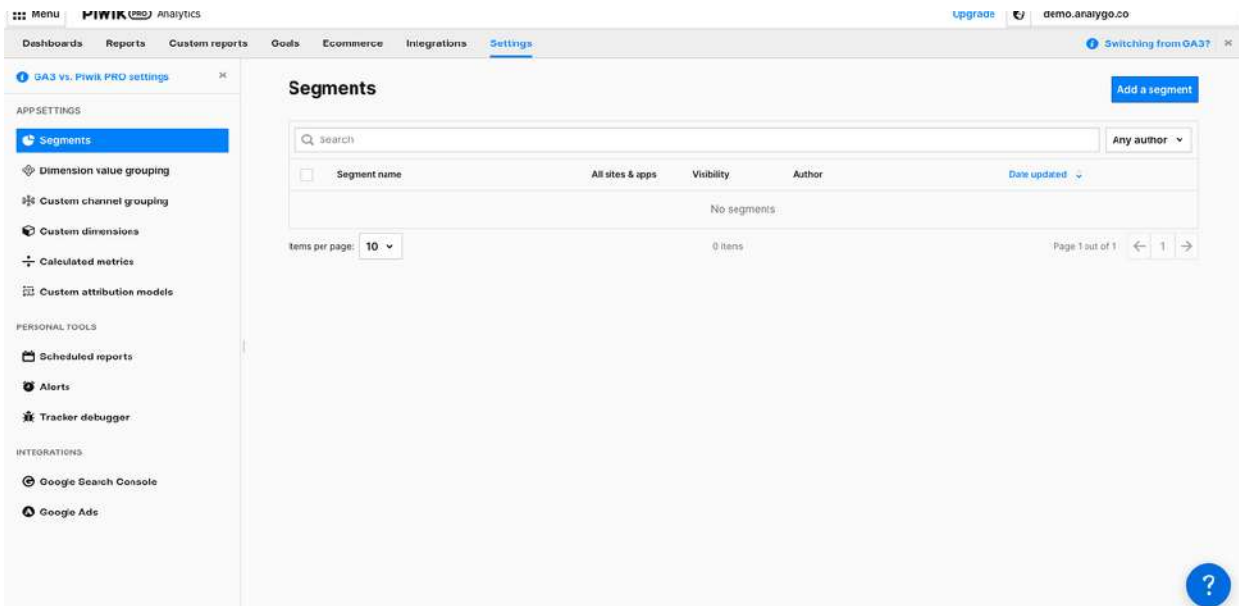 Menu PIWIK PRO Analytics Upgrade demo.analygo.co
Dashboards Reports Custom reports Goals Ecommerce Integrations Settings Switching from GA3?
GA3 vs. Piwik PRO settings
Segments Add a segment
APP SETTINGS
Segments
Search Any author
Dimension value grouping
Segment name All sites & apps Visibility Author Date updated
Custom channel grouping
No segments
Custom dimensions
Items per page: 10 0 items Page 1 out of 1 1
Calculated metrics
Custom attribution models
PERSONAL TOOLS
Scheduled reports
Alerts
Tracker debugger
INTEGRATIONS
Google Search Console
Google Ads
?